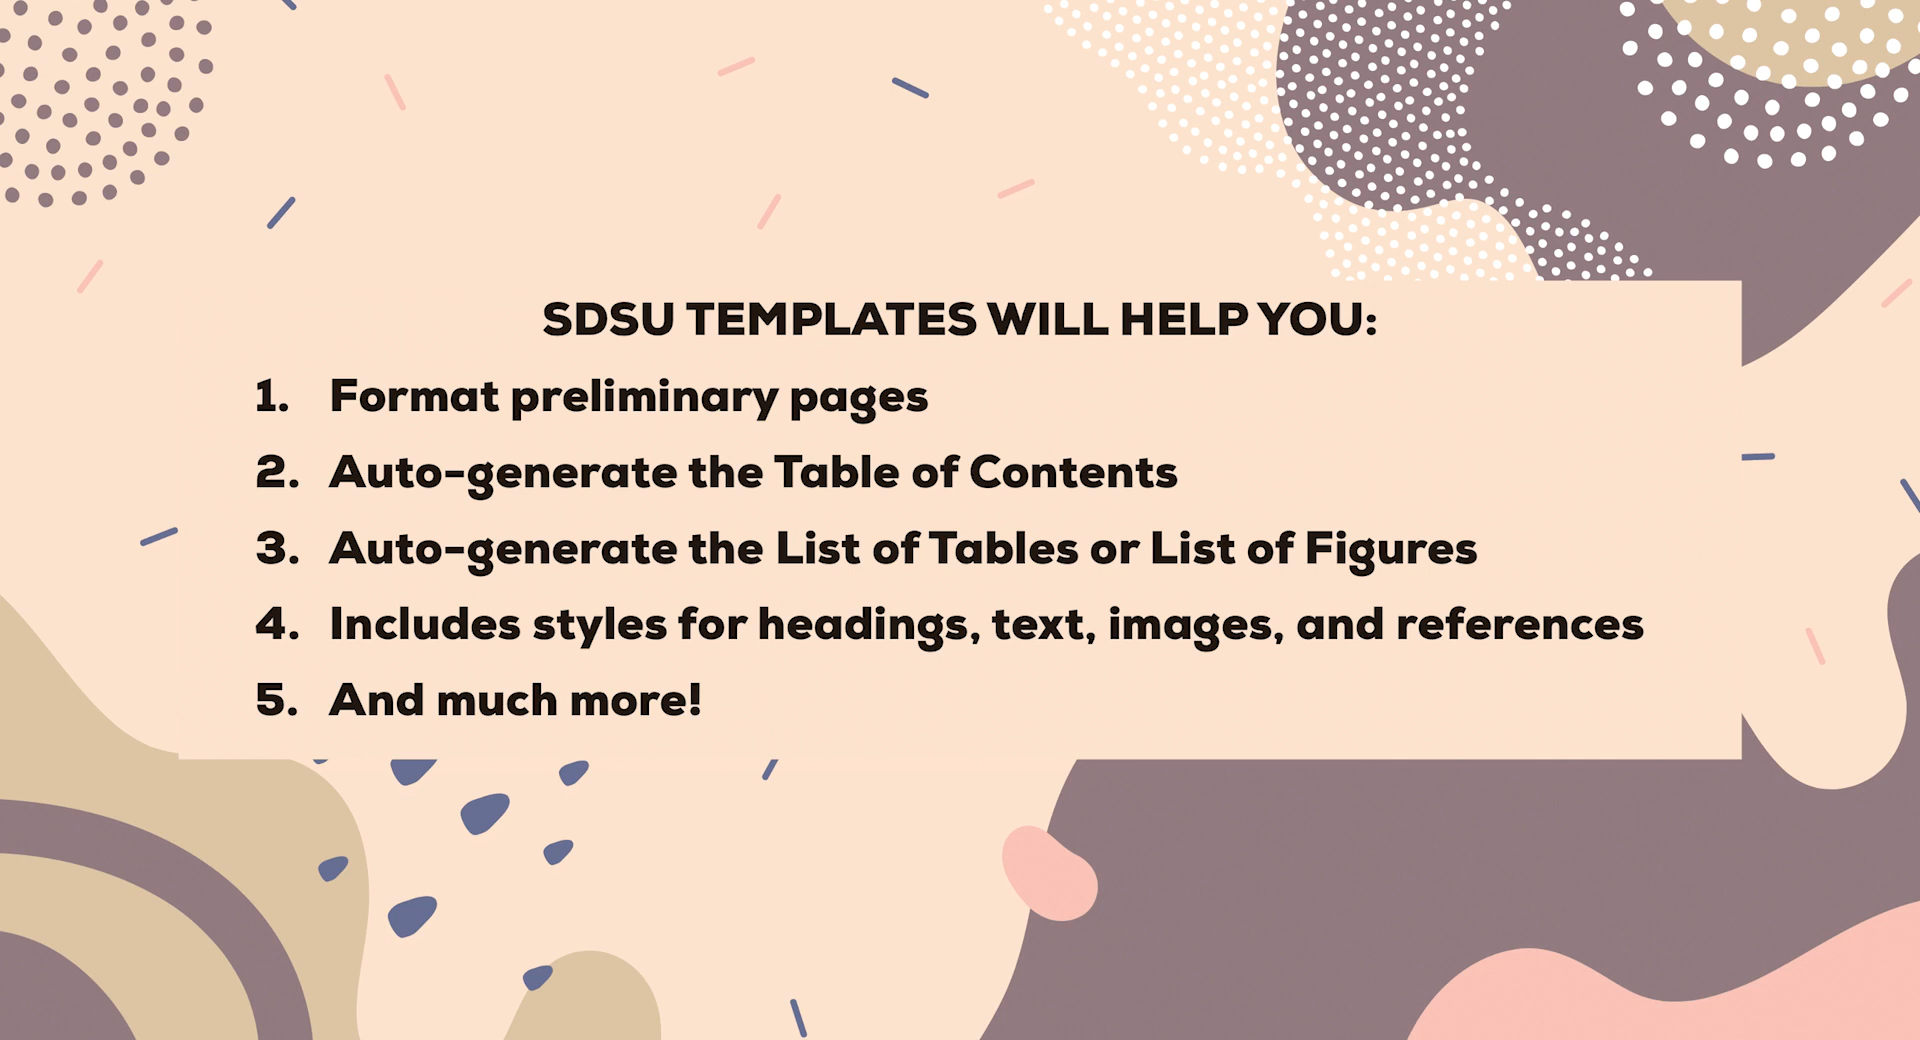 SDSU TEMPLATES WILL HELP YOU:
1. Format preliminary pages
2. Auto-generate the Table of Contents
3. Auto-generate the List of Tables or List of Figures
4. Includes styles for headings, text, images, and references
5. And much more!